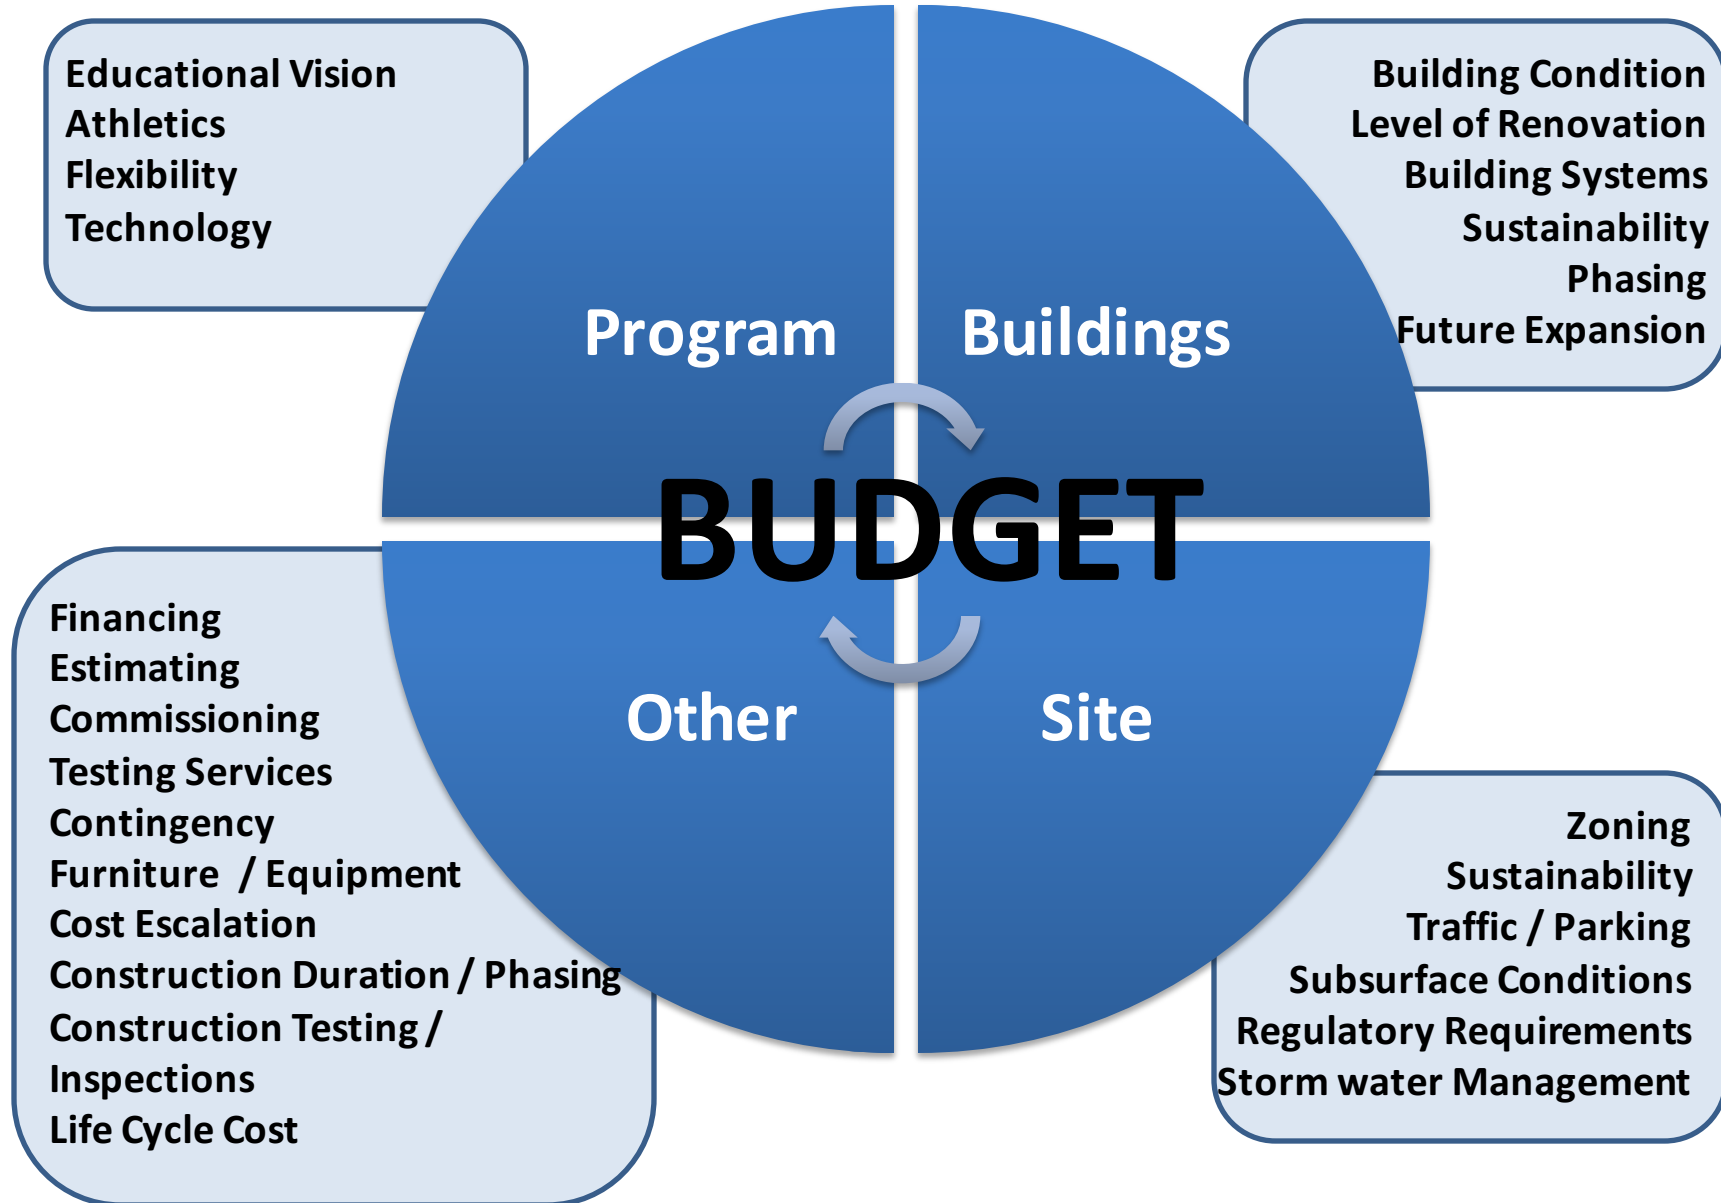 Educational Vision
Athletics
Flexibility
Technology
Building Condition
Level of Renovation
Building Systems
Sustainability
Phasing
Future Expansion
Program
Buildings
BUDGET
Other
Site
Financing
Estimating
Commissioning
Testing Services
Contingency
Furniture / Equipment
Cost Escalation
Construction Duration / Phasing
Construction Testing /
Inspections
Life Cycle Cost
Zoning
Sustainability
Traffic / Parking
Subsurface Conditions
Regulatory Requirements
Storm water Management